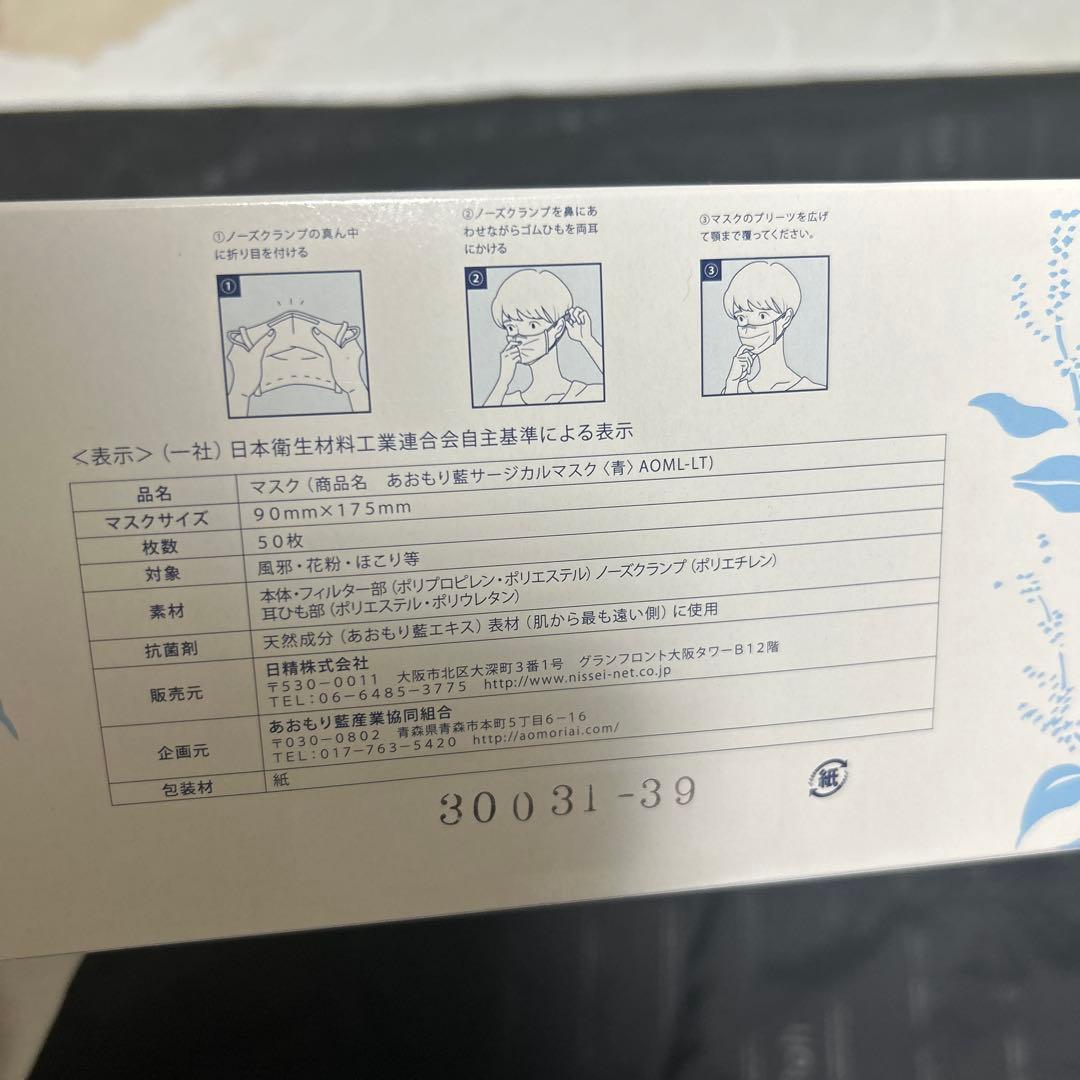 ①ノーズクランプの真ん中
に折り目を付ける
②ノーズクランプを鼻にあ
わせながらゴムひもを両耳
にかける
③マスクのプリーツを広げ
て顎まで覆ってください。
①
②
③
＜表示＞（一社）日本衛生材料工業連合会自主基準による表示
品名 マスク（商品名　あおもり藍サージカルマスク〈青〉AOML-LT）
マスクサイズ 90mm×175mm
枚数 50枚
対象 風邪・花粉・ほこり等
素材 本体・フィルター部（ポリプロピレン・ポリエステル）ノーズクランプ（ポリエチレン）
耳ひも部（ポリエステル・ポリウレタン）
抗菌剤 天然成分（あおもり藍エキス）表材（肌から最も遠い側）に使用
販売元 日精株式会社
〒530－0011　大阪市北区大深町3番1号　グランフロント大阪タワーB12階
TEL：06－6485－3775　http://www.nissei-net.co.jp
企画元 あおもり藍産業協同組合
〒030－0802　青森県青森市本町5丁目6－16
TEL：017－763－5420　http://aomoriai.com/
包装材 紙
30031-39
紙